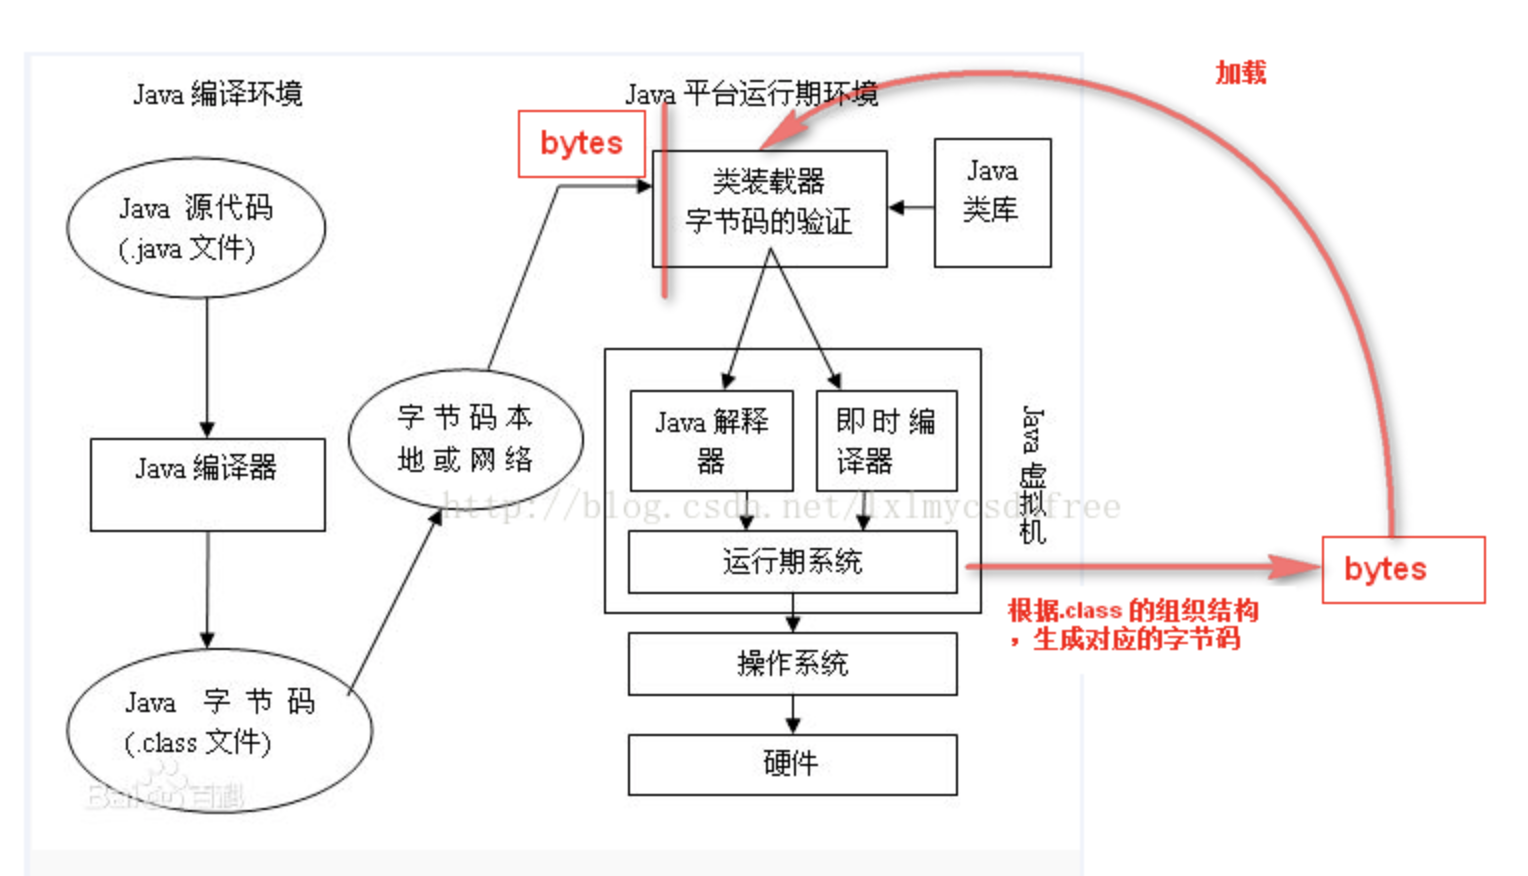 Java 编译环境
Java 源代码
(.java 文件)
Java 编译器
Java 字节码
(.class 文件)
Baidu百科
字节码本
地或网络
bytes
Java 平台运行期环境
类装载器
字节码的验证
Java
类库
Java 解释
器
即时编
译器
Java 虚拟机
运行期系统
操作系统
硬件
http://blog.csdn.net/lxlmycsdnfree
加载
bytes
根据.class 的组织结构
，生成对应的字节码